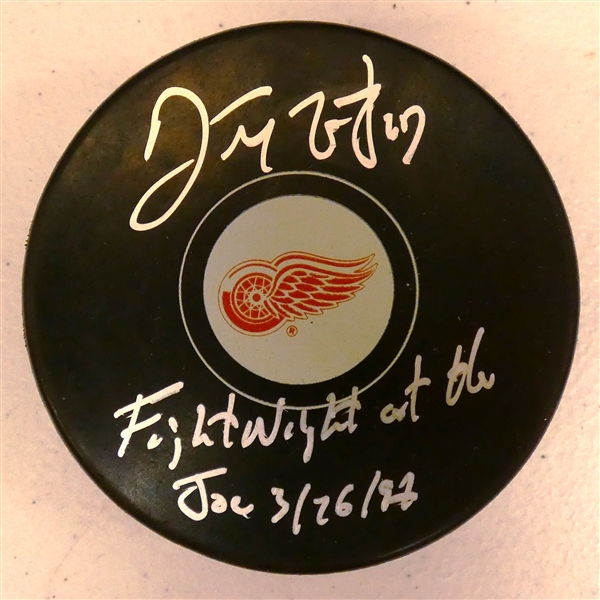 ®
Fight Night at the
Joe 3/26/97